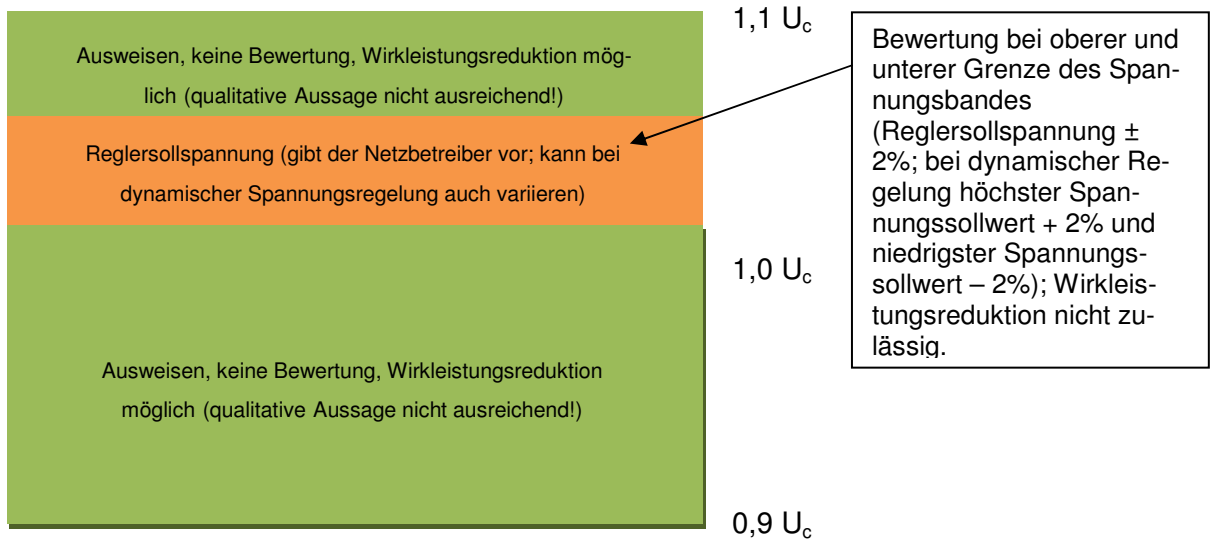 1,1 Uc
Ausweisen, keine Bewertung, Wirkleistungsreduktion mög-
lich (qualitative Aussage nicht ausreichend!)
Reglersollspannung (gibt der Netzbetreiber vor; kann bei
dynamischer Spannungsregelung auch variieren)
1,0 Uc
Ausweisen, keine Bewertung, Wirkleistungsreduktion
möglich (qualitative Aussage nicht ausreichend!)
0,9 Uc
Bewertung bei oberer und
unterer Grenze des Span-
nungsbandes
(Reglersollspannung ±
2%; bei dynamischer Re-
gelung höchster Span-
nungssollwert + 2% und
niedrigster Spannungs-
sollwert – 2%); Wirkleis-
tungsreduktion nicht zu-
lässig.